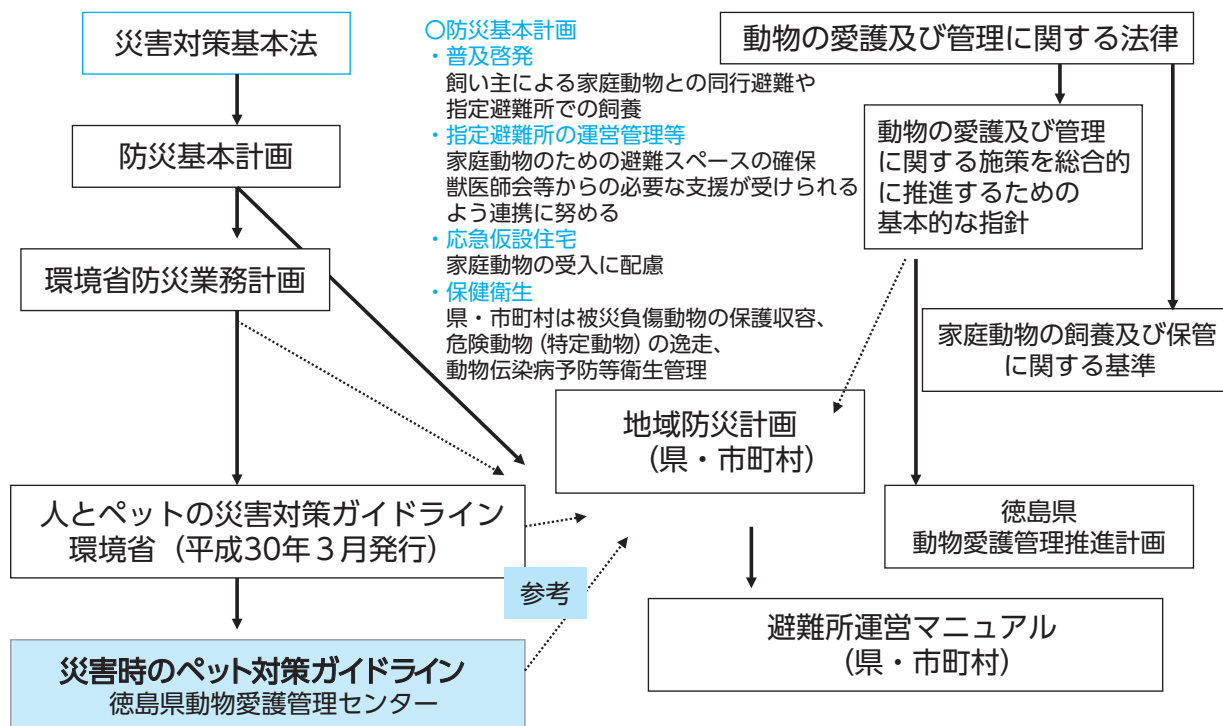 災害対策基本法
防災基本計画
環境省防災業務計画
人とペットの災害対策ガイドライン
環境省（平成30年３月発行）
災害時のペット対策ガイドライン
徳島県動物愛護管理センター
〇防災基本計画
・普及啓発
飼い主による家庭動物との同行避難や
指定避難所での飼養
・指定避難所の運営管理等
家庭動物のための避難スペースの確保
獣医師会等からの必要な支援が受けられる
よう連携に努める
・応急仮設住宅
家庭動物の受入に配慮
・保健衛生
県・市町村は被災負傷動物の保護収容、
危険動物（特定動物）の逸走、
動物伝染病予防等衛生管理
動物の愛護及び管理に関する法律
動物の愛護及び管理
に関する施策を総合的
に推進するための
基本的な指針
家庭動物の飼養及び保管
に関する基準
地域防災計画
（県・市町村）
徳島県
動物愛護管理推進計画
参考
避難所運営マニュアル
（県・市町村）